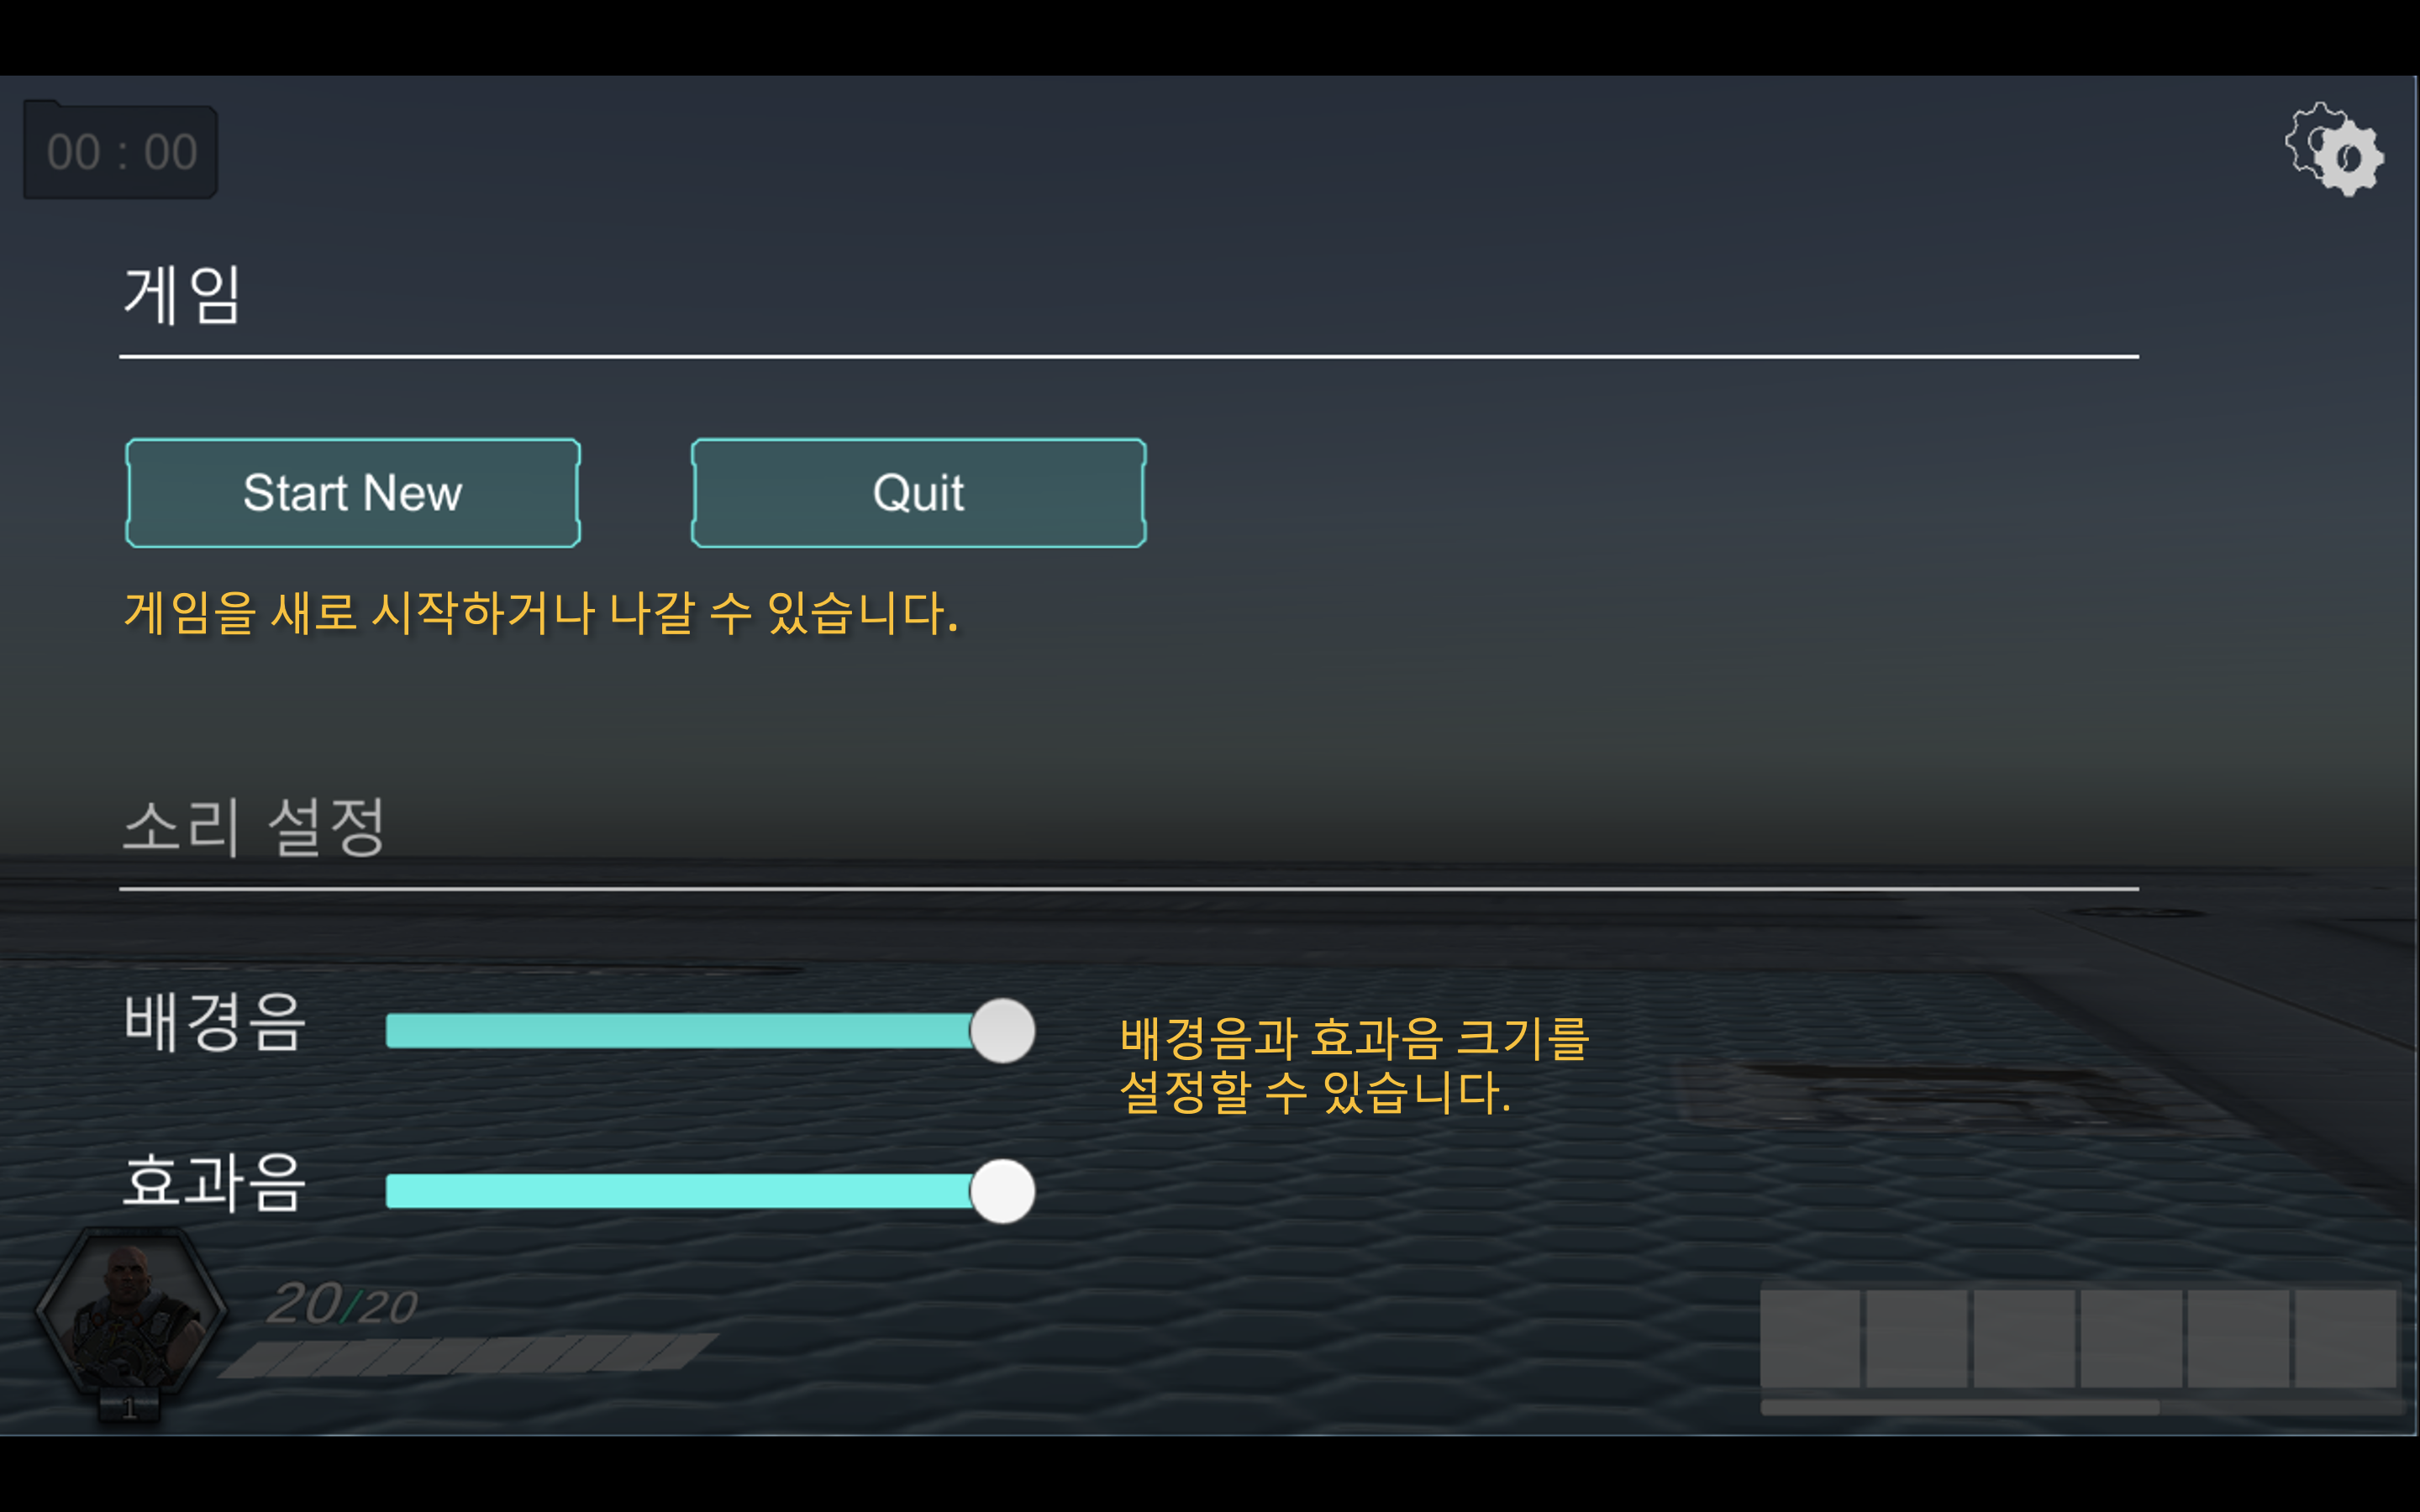 00 : 00
게임
Start New
Quit
게임을 새로 시작하거나 나갈 수 있습니다.
소리 설정
배경음
배경음과 효과음 크기를
설정할 수 있습니다.
효과음
20/20
1